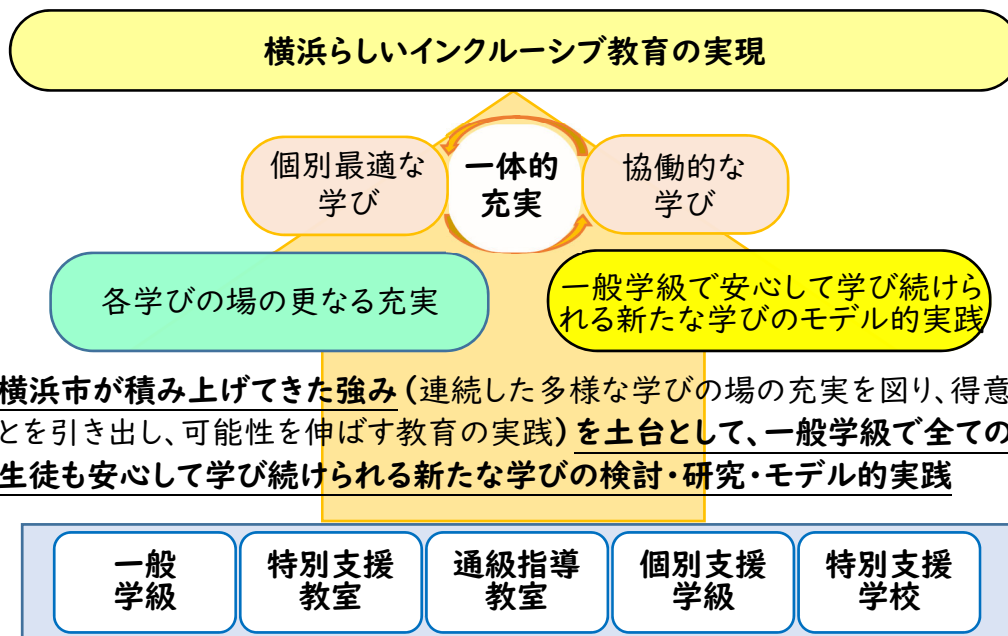 横浜らしいインクルーシブ教育の実現
個別最適な
学び
一体的
充実
協働的な
学び
各学びの場の更なる充実
一般学級で安心して学び続けら
れる新たな学びのモデル的実践
横浜市が積み上げてきた強み(連続した多様な学びの場の充実を図り、得意
とを引き出し、可能性を伸ばす教育の実践)を土台として、一般学級で全ての
生徒も安心して学び続けられる新たな学びの検討・研究・モデル的実践
一般
学級
特別支援
教室
通級指導
教室
個別支援
学級
特別支援
学校